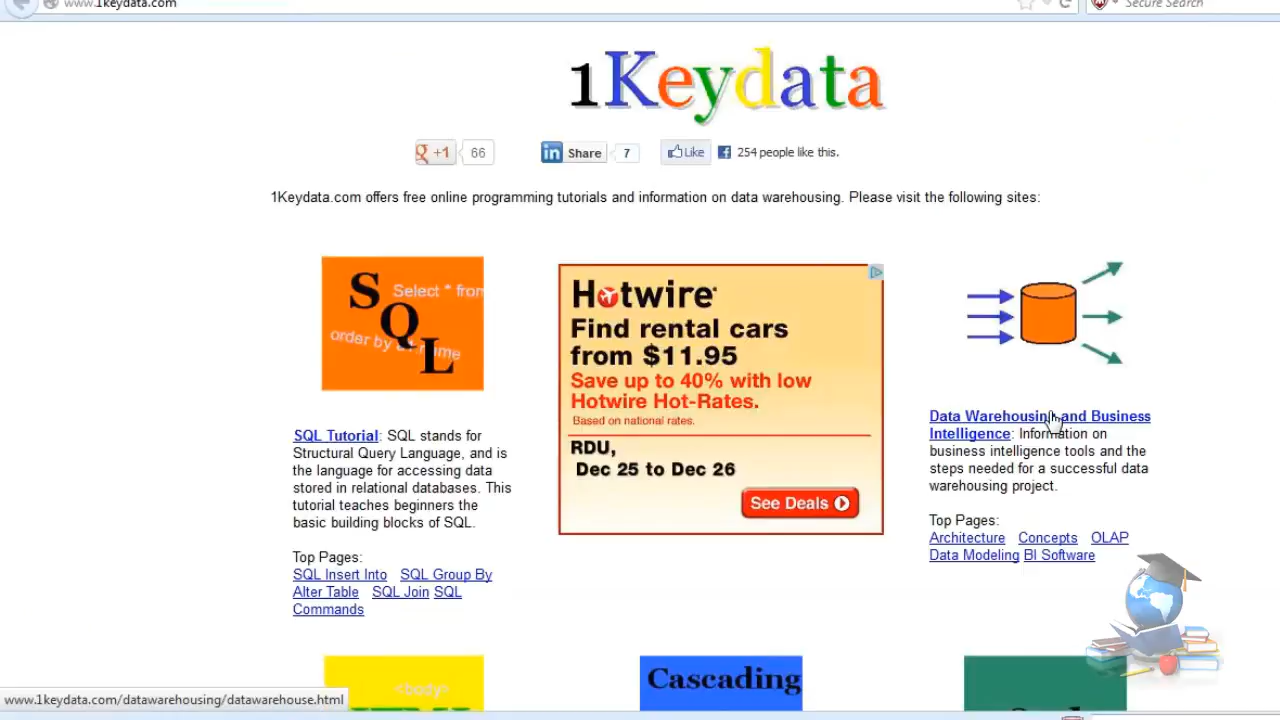 www.1keydata.com
Secure Search
1Keydata
+1 66
Share 7
Like 254 people like this.
1Keydata.com offers free online programming tutorials and information on data warehousing. Please visit the following sites:
SQL
Select * from
order by
name
SQL Tutorial: SQL stands for
Structured Query Language, and is
the language for accessing data
stored in relational databases. This
tutorial teaches beginners the
basic building blocks of SQL.
Top Pages:
SQL Insert Into SQL Group By
Alter Table SQL Join SQL
Commands
Hotwire
Find rental cars
from $11.95
Save up to 40% with low
Hotwire Hot-Rates.
Based on national rates.
RDU,
Dec 25 to Dec 26
See Deals
Data Warehousing and Business
Intelligence: Information on
business intelligence tools and the
steps needed for a successful data
warehousing project.
Top Pages:
Architecture Concepts OLAP
Data Modeling BI Software
<body>
Cascading
www.1keydata.com/datawarehousing/datawarehouse.html